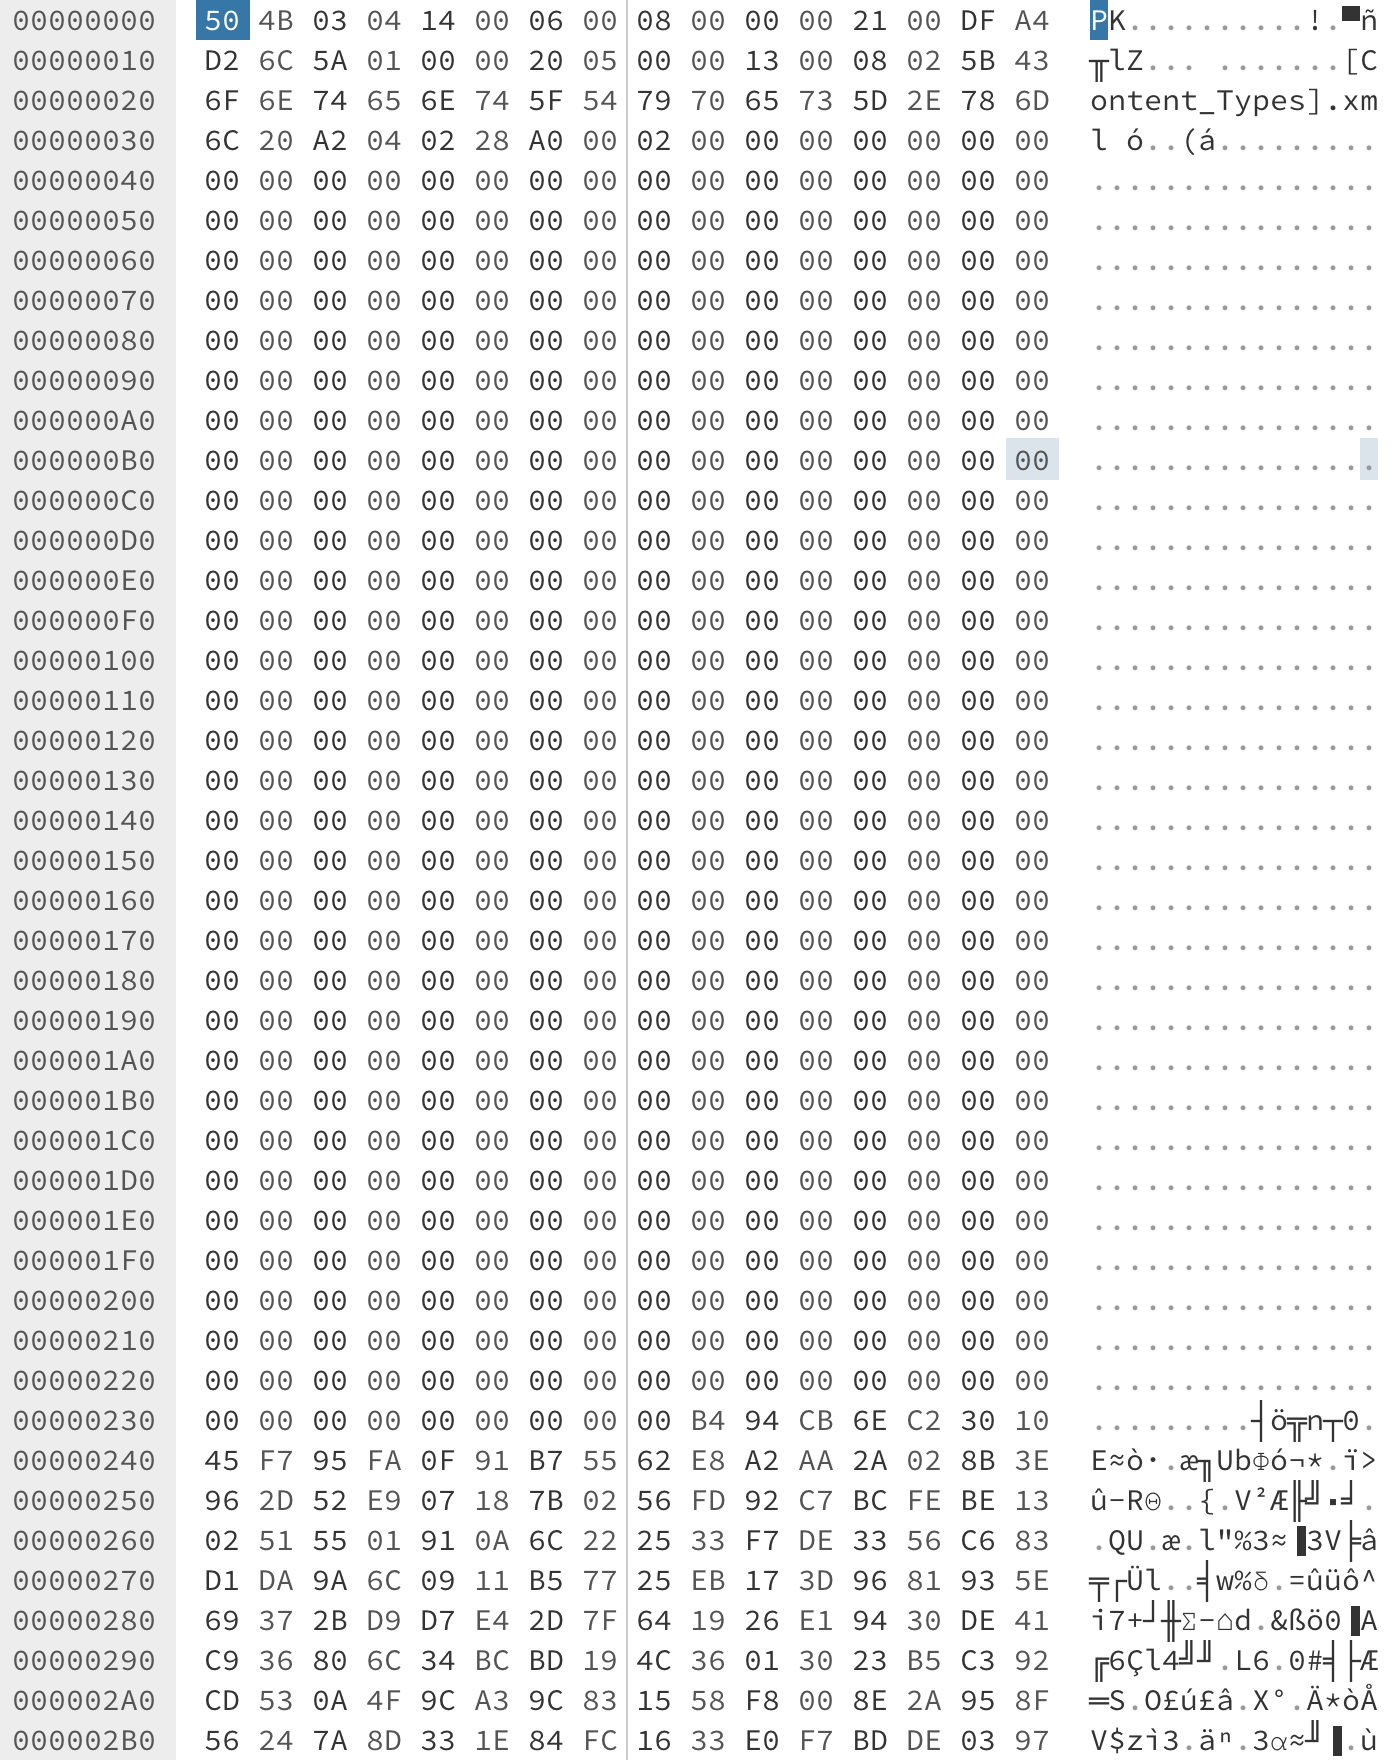 00000000 50 4B 03 04 14 00 06 00 08 00 00 00 21 00 DF A4 PK..........!.▀ñ
00000010 D2 6C 5A 01 00 00 20 05 00 00 13 00 08 02 5B 43 ╥lZ... .......[C
00000020 6F 6E 74 65 6E 74 5F 54 79 70 65 73 5D 2E 78 6D ontent_Types].xm
00000030 6C 20 A2 04 02 28 A0 00 02 00 00 00 00 00 00 00 l ó..(á.........
00000040 00 00 00 00 00 00 00 00 00 00 00 00 00 00 00 00 ................
00000050 00 00 00 00 00 00 00 00 00 00 00 00 00 00 00 00 ................
00000060 00 00 00 00 00 00 00 00 00 00 00 00 00 00 00 00 ................
00000070 00 00 00 00 00 00 00 00 00 00 00 00 00 00 00 00 ................
00000080 00 00 00 00 00 00 00 00 00 00 00 00 00 00 00 00 ................
00000090 00 00 00 00 00 00 00 00 00 00 00 00 00 00 00 00 ................
000000A0 00 00 00 00 00 00 00 00 00 00 00 00 00 00 00 00 ................
000000B0 00 00 00 00 00 00 00 00 00 00 00 00 00 00 00 00 ................
000000C0 00 00 00 00 00 00 00 00 00 00 00 00 00 00 00 00 ................
000000D0 00 00 00 00 00 00 00 00 00 00 00 00 00 00 00 00 ................
000000E0 00 00 00 00 00 00 00 00 00 00 00 00 00 00 00 00 ................
000000F0 00 00 00 00 00 00 00 00 00 00 00 00 00 00 00 00 ................
00000100 00 00 00 00 00 00 00 00 00 00 00 00 00 00 00 00 ................
00000110 00 00 00 00 00 00 00 00 00 00 00 00 00 00 00 00 ................
00000120 00 00 00 00 00 00 00 00 00 00 00 00 00 00 00 00 ................
00000130 00 00 00 00 00 00 00 00 00 00 00 00 00 00 00 00 ................
00000140 00 00 00 00 00 00 00 00 00 00 00 00 00 00 00 00 ................
00000150 00 00 00 00 00 00 00 00 00 00 00 00 00 00 00 00 ................
00000160 00 00 00 00 00 00 00 00 00 00 00 00 00 00 00 00 ................
00000170 00 00 00 00 00 00 00 00 00 00 00 00 00 00 00 00 ................
00000180 00 00 00 00 00 00 00 00 00 00 00 00 00 00 00 00 ................
00000190 00 00 00 00 00 00 00 00 00 00 00 00 00 00 00 00 ................
000001A0 00 00 00 00 00 00 00 00 00 00 00 00 00 00 00 00 ................
000001B0 00 00 00 00 00 00 00 00 00 00 00 00 00 00 00 00 ................
000001C0 00 00 00 00 00 00 00 00 00 00 00 00 00 00 00 00 ................
000001D0 00 00 00 00 00 00 00 00 00 00 00 00 00 00 00 00 ................
000001E0 00 00 00 00 00 00 00 00 00 00 00 00 00 00 00 00 ................
000001F0 00 00 00 00 00 00 00 00 00 00 00 00 00 00 00 00 ................
00000200 00 00 00 00 00 00 00 00 00 00 00 00 00 00 00 00 ................
00000210 00 00 00 00 00 00 00 00 00 00 00 00 00 00 00 00 ................
00000220 00 00 00 00 00 00 00 00 00 00 00 00 00 00 00 00 ................
00000230 00 00 00 00 00 00 00 00 00 B4 94 CB 6E C2 30 10 .........┤ö╦n┬0.
00000240 45 F7 95 FA 0F 91 B7 55 62 E8 A2 AA 2A 02 8B 3E E≈ò·.æ╖UbΦó¬*.ï>
00000250 96 2D 52 E9 07 18 7B 02 56 FD 92 C7 BC FE BE 13 û-RΘ..{.V²Æ╟╝■╛.
00000260 02 51 55 01 91 0A 6C 22 25 33 F7 DE 33 56 C6 83 .QU.æ.l"%3≈▐3V╞â
00000270 D1 DA 9A 6C 09 11 B5 77 25 EB 17 3D 96 81 93 5E ╤┌Ül..╡w%δ.=ûüô^
00000280 69 37 2B D9 D7 E4 2D 7F 64 19 26 E1 94 30 DE 41 i7+┘╫Σ-⌂d.&ßö0▐A
00000290 C9 36 80 6C 34 BC BD 19 4C 36 01 30 23 B5 C3 92 ╔6Çl4╝╜.L6.0#╡├Æ
000002A0 CD 53 0A 4F 9C A3 9C 83 15 58 F8 00 8E 2A 95 8F ═S.O£ú£â.X°.Ä*òÅ
000002B0 56 24 7A 8D 33 1E 84 FC 16 33 E0 F7 BD DE 03 97 V$zì3.äⁿ.3α≈╜▐.ù